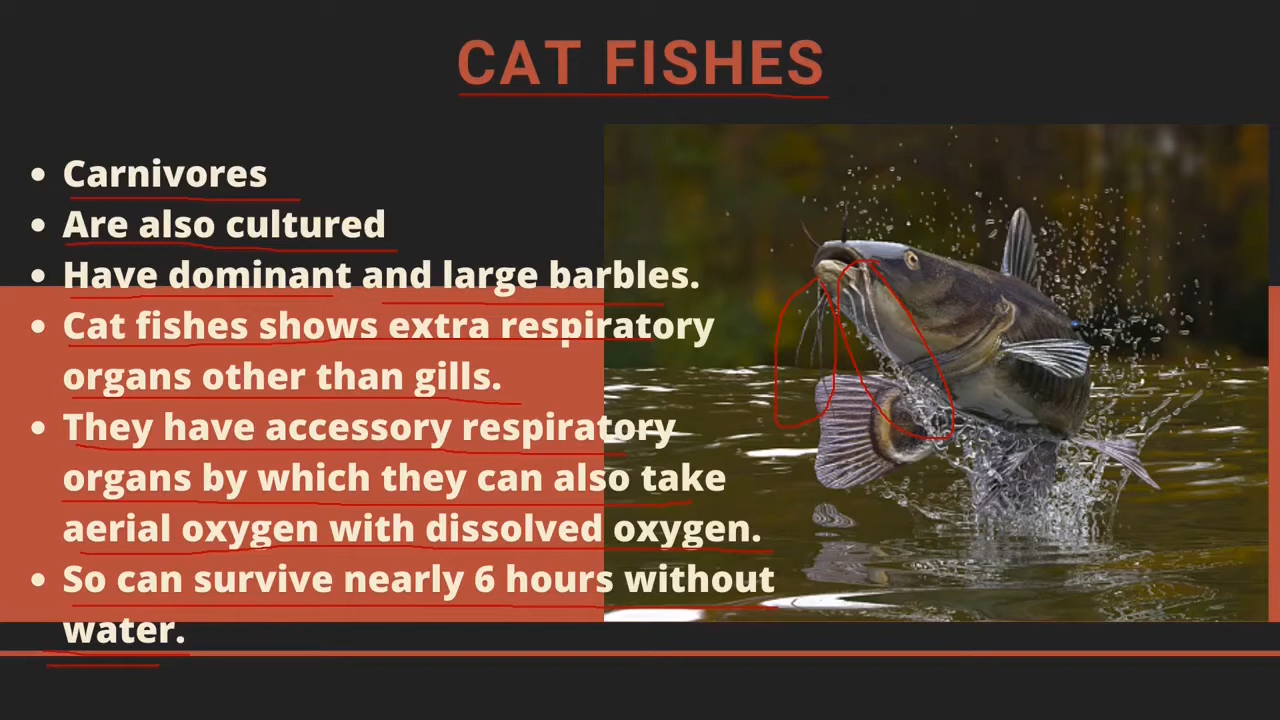 CAT FISHES
• Carnivores
• Are also cultured
• Have dominant and large barbles.
• Cat fishes shows extra respiratory
organs other than gills.
• They have accessory respiratory
organs by which they can also take
aerial oxygen with dissolved oxygen.
• So can survive nearly 6 hours without
water.